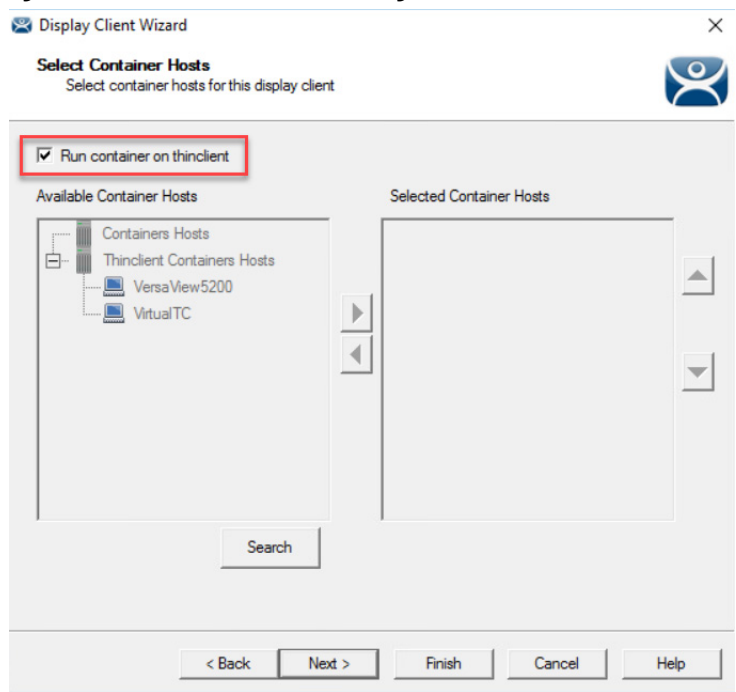 Display Client Wizard
Select Container Hosts
Select container hosts for this display client
Run container on thinclient
Available Container Hosts
Selected Container Hosts
Containers Hosts
Thinclient Containers Hosts
VersaView5200
VirtualTC
Search
< Back
Next >
Finish
Cancel
Help